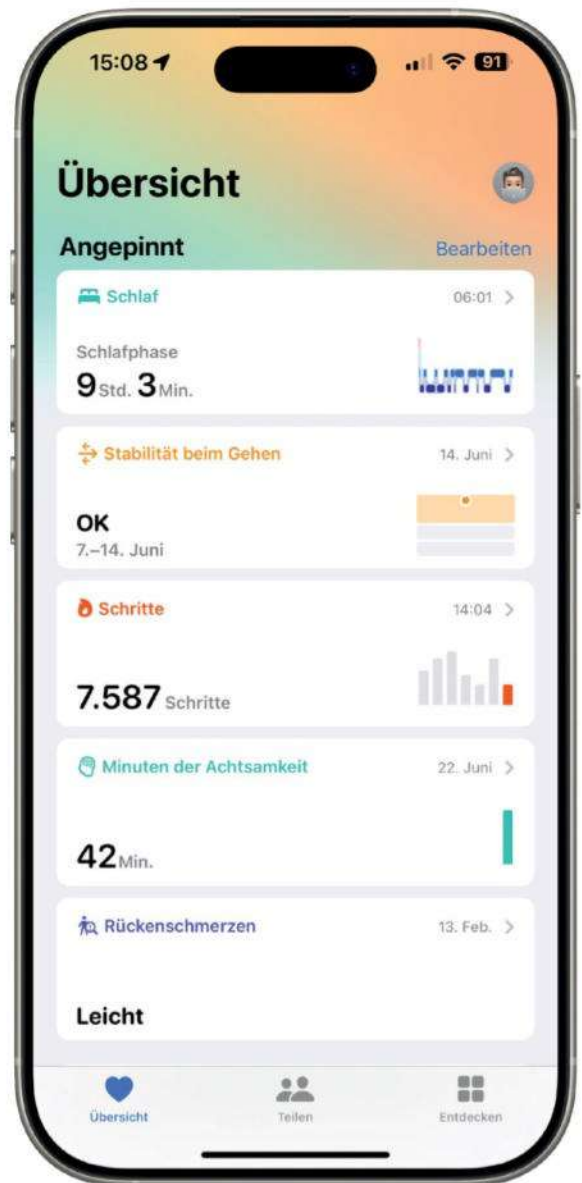 15:08
91
Übersicht
Angepinnt
Bearbeiten
Schlaf
06:01
Schlafphase
9 Std. 3 Min.
Stabilität beim Gehen
14. Juni
OK
7.–14. Juni
Schritte
14:04
7.587 Schritte
Minuten der Achtsamkeit
22. Juni
42 Min.
Rückenschmerzen
13. Feb.
Leicht
Übersicht
Teilen
Entdecken